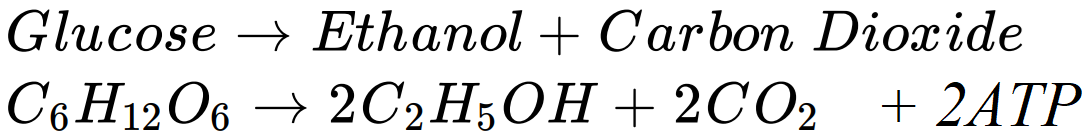 Glucose → Ethanol + Carbon Dioxide
C₆H₁₂O₆ → 2C₂H₅OH + 2CO₂ + 2ATP